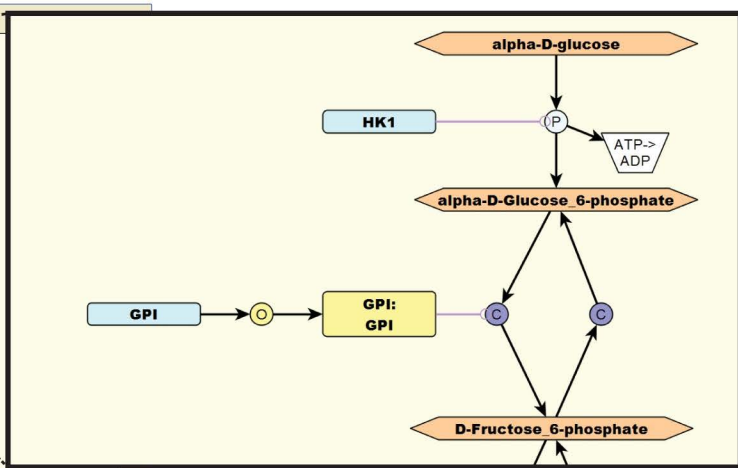 alpha-D-glucose
HK1
P
ATP->
ADP
alpha-D-Glucose_6-phosphate
GPI
O
GPI:
GPI
C
C
D-Fructose_6-phosphate